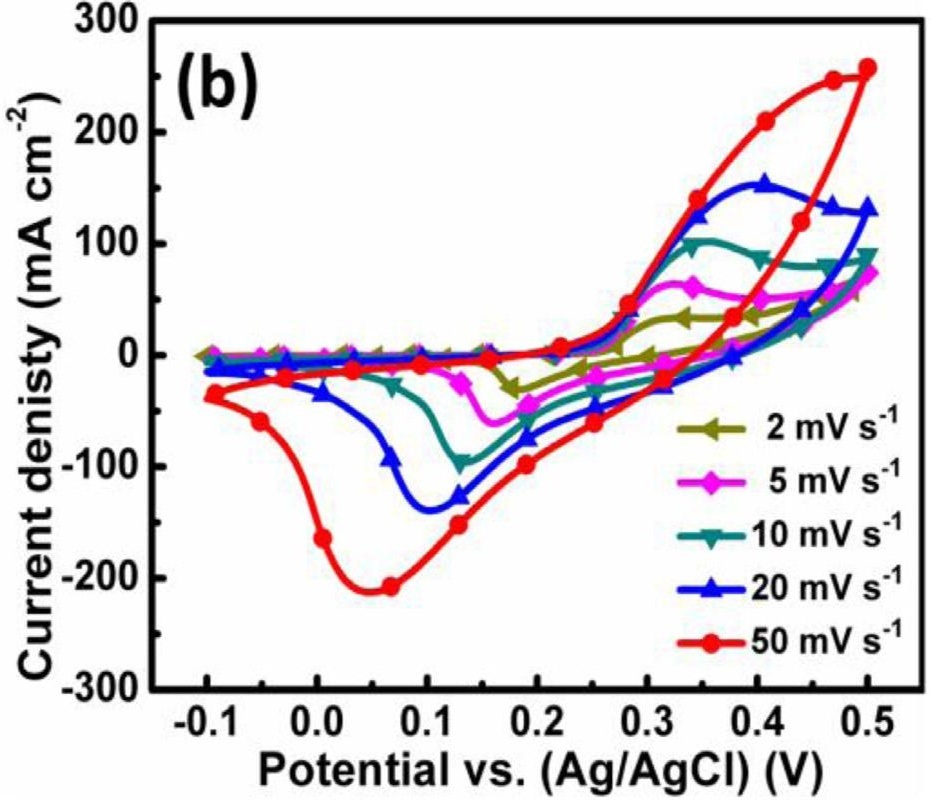 (b)
300
200
100
0
-100
-200
-300
Current denisty (mA cm-2)
2 mV s-1
5 mV s-1
10 mV s-1
20 mV s-1
50 mV s-1
-0.1 0.0 0.1 0.2 0.3 0.4 0.5
Potential vs. (Ag/AgCl) (V)